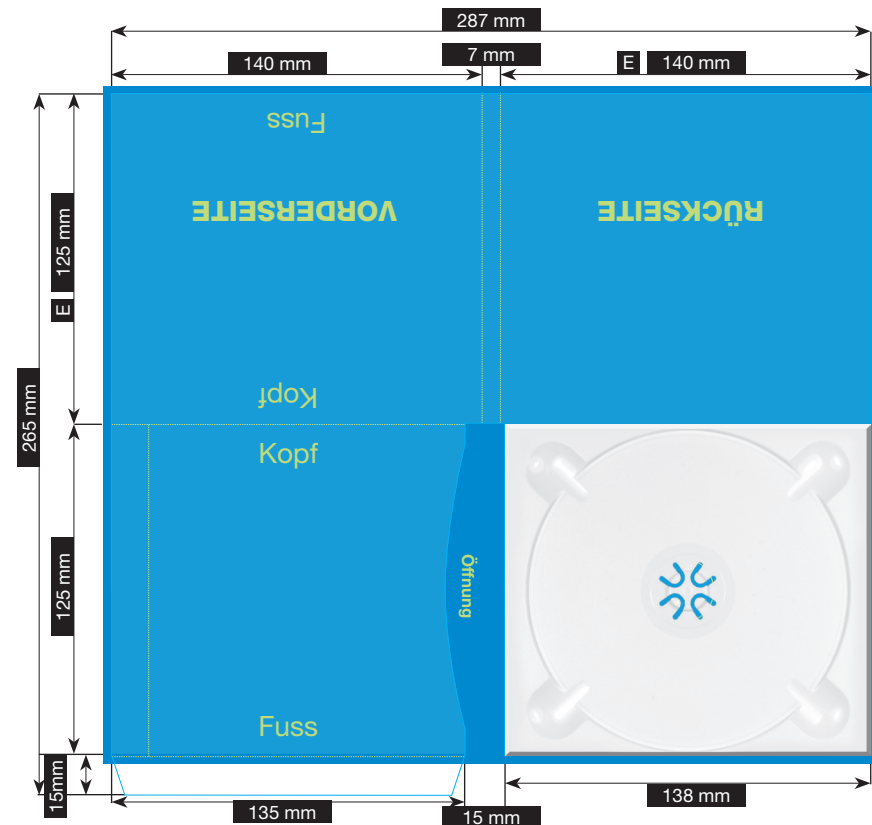 287 mm
140 mm
7 mm
E 140 mm
Fuss
VORDERSEITE
RÜCKSEITE
125 mm
E
265 mm
Kopf
Kopf
125 mm
Öffnung
Fuss
15mm
135 mm
15 mm
138 mm